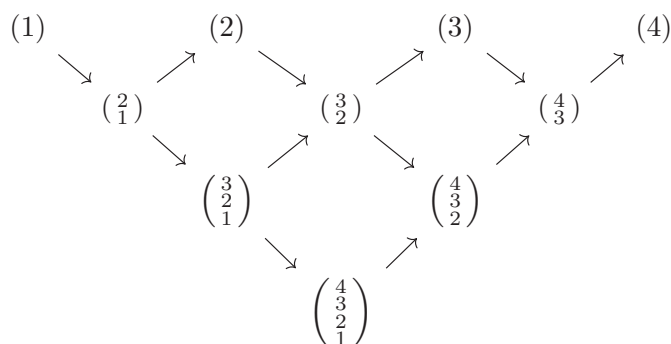 (1) (2) (3) (4)
(2 1) (3 2) (4 3)
(3 2 1) (4 3 2)
(4 3 2 1)